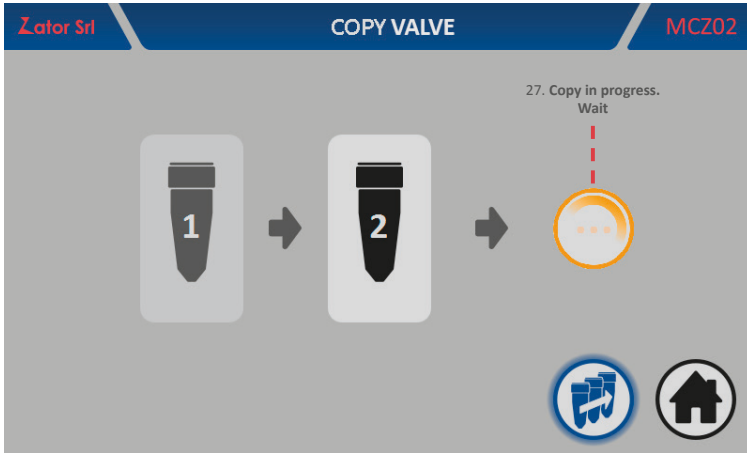 Zator Srl
COPY VALVE
MCZ02
27. Copy in progress.
Wait
1
2